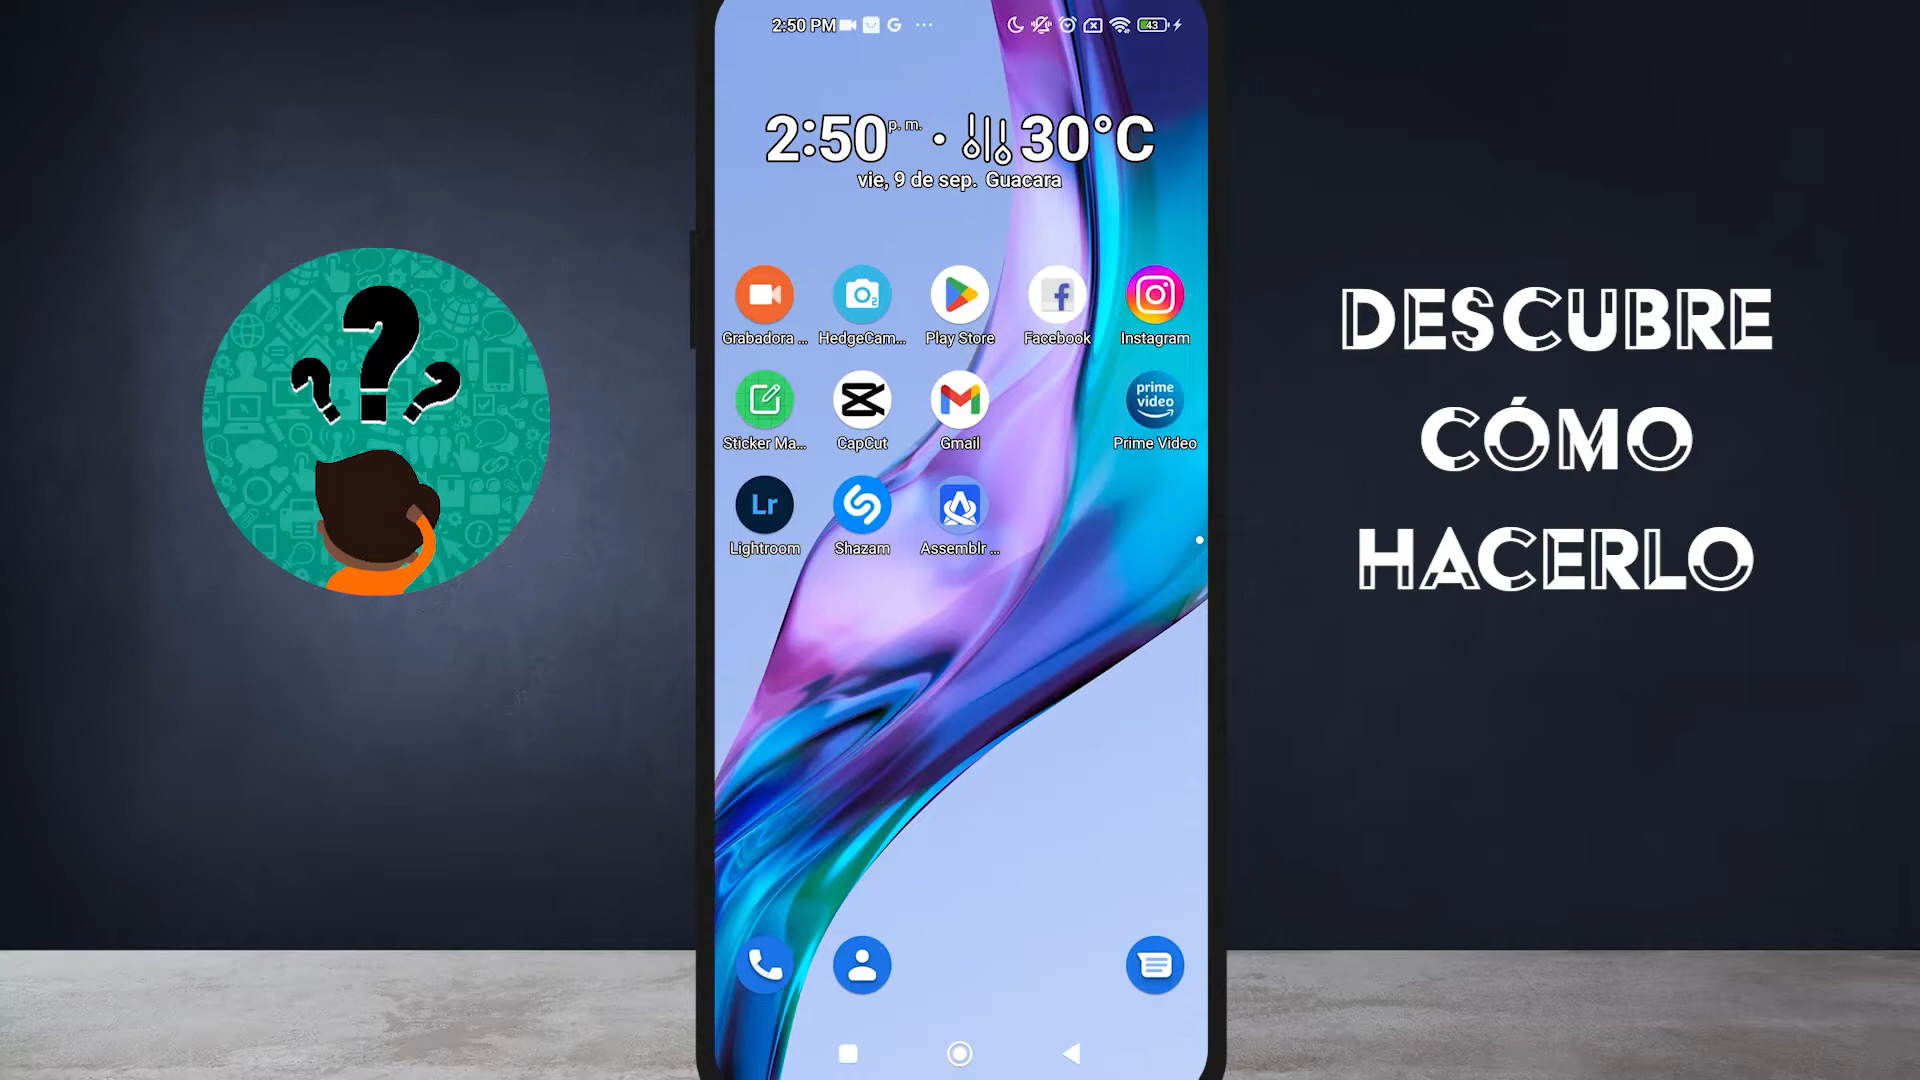 2:50 PM G ...
43
2:50 p. m. · 30°C
vie, 9 de sep. Guacara
Grabadora ... HedgeCam... Play Store Facebook Instagram
prime video
Sticker Ma... CapCut Gmail Prime Video
Lr
Lightroom Shazam Assemblr ...
DESCUBRE
CÓMO
HACERLO